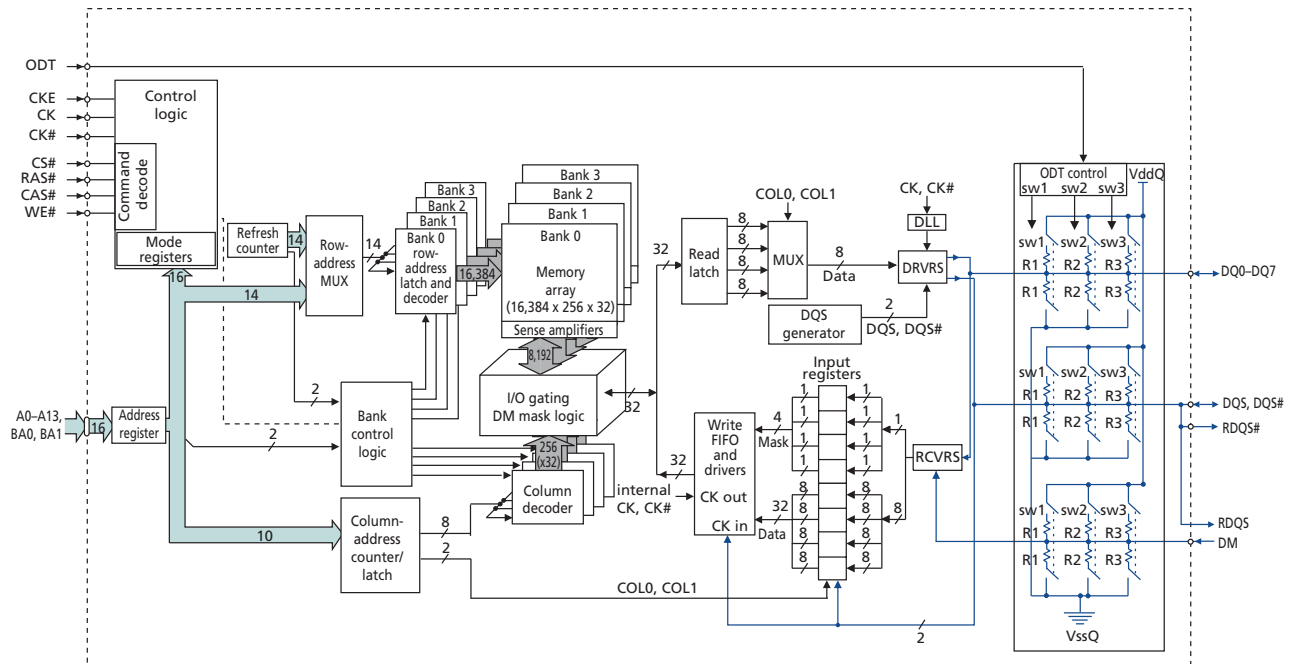 ODT
CKE
CK
CK#
CS#
RAS#
CAS#
WE#
Control
logic
Command
decode
Mode
registers
16
14
Refresh
counter
14
Row-
address
MUX
14
Bank 3
Bank 2
Bank 1
Bank 0
row-
address
latch and
decoder
16,384
Bank 3
Bank 2
Bank 1
Bank 0
Memory
array
(16,384 x 256 x 32)
Sense amplifiers
8,192
I/O gating
DM mask logic
32
32
Read
latch
8
8
8
8
COL0, COL1
MUX
8
Data
CK, CK#
DLL
DRVRS
DQS
generator
2
DQS, DQS#
A0–A13,
BA0, BA1
16
Address
register
2
2
Bank
control
logic
256
(x32)
Column
decoder
10
Column-
address
counter/
latch
8
2
COL0, COL1
internal
CK, CK#
32
Write
FIFO
and
drivers
CK out
CK in
4
Mask
32
Data
Input
registers
1
1
1
1
8
8
8
8
1
1
1
1
8
8
8
8
1
8
RCVRS
2
ODT control
sw1 sw2 sw3
VddQ
sw1 sw2 sw3
R1 R2 R3
R1 R2 R3
sw1 sw2 sw3
R1 R2 R3
R1 R2 R3
sw1 sw2 sw3
R1 R2 R3
R1 R2 R3
VssQ
DQ0–DQ7
DQS, DQS#
RDQS#
RDQS
DM